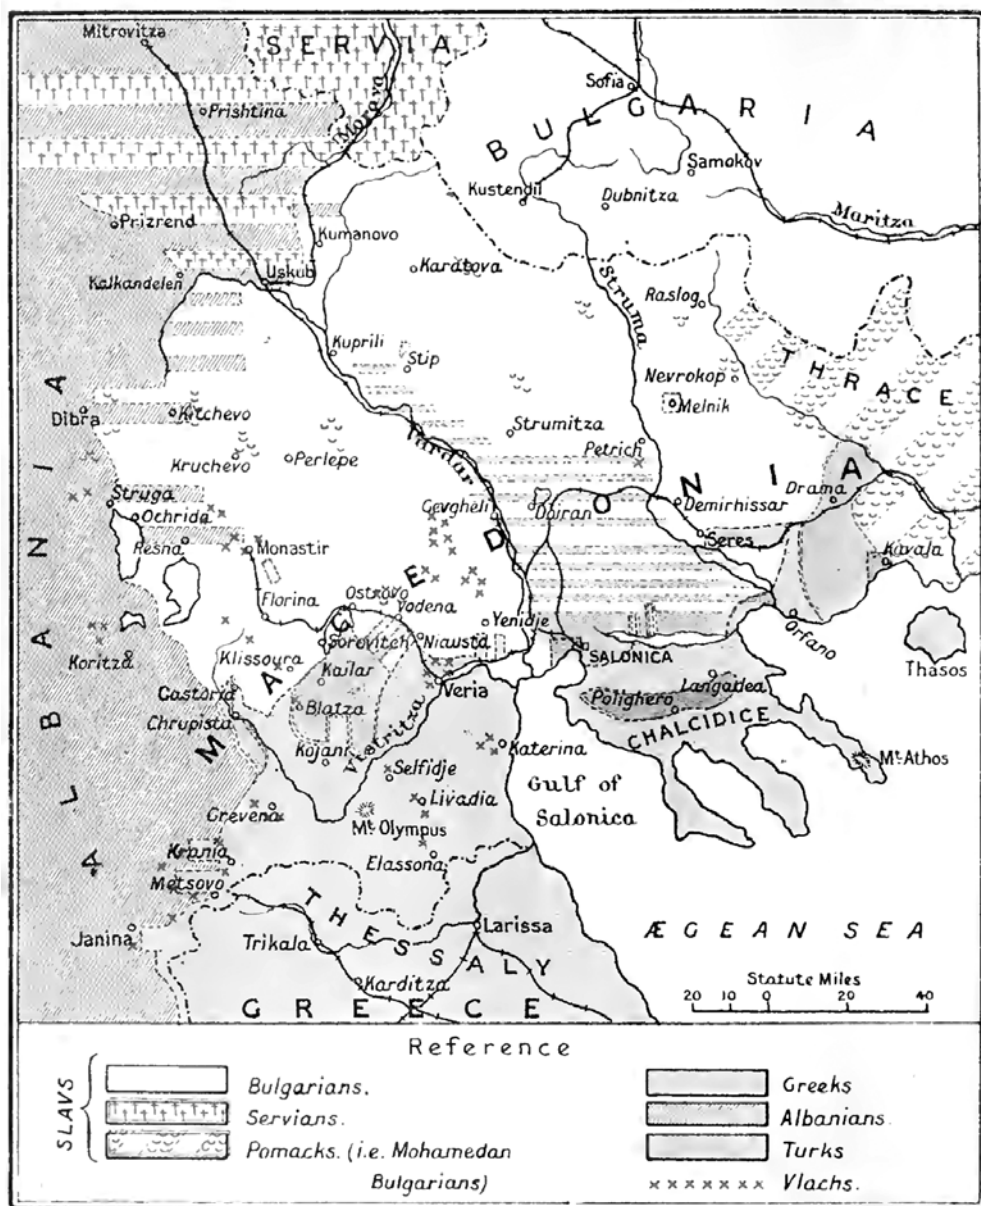 Mitrovitza
SERVIA
Prishtina
Morava
Sofia
BULGARIA
Samokov
Kustendil
Dubnitza
Maritza
Prizrend
Kumanovo
Kalkandelen
Uskub
Karatova
Struma
Raslog
Kuprili
Stip
THRACE
Nevrokop
Melnik
ALBANIA
Dibra
Kitchevo
Strumitza
Petrich
Kruchevo
Perlepe
Vardar
MACEDONIA
Struga
Ochrida
Gevgheli
Doiran
Demirhissar
Drama
Resna
Monastir
Seres
Kavala
Florina
Ostrovo
Vodena
Yenidje
Orfano
Sorovitch
Niausta
SALONICA
Thasos
Koritza
Klissoura
Kailar
Langadea
Castoria
Veria
Polighero
Chrupista
Blatza
Vistritza
CHALCIDICE
Kojani
Katerina
Mt. Athos
Selfidje
Gulf of
Salonica
Grevena
Livadia
Mt. Olympus
Krania
Elassona
Metsovo
THESSALY
Janina
Trikala
Larissa
ÆGEAN SEA
Karditza
GREECE
Statute Miles
20 10 0 20 40
Reference
SLAVS
Bulgarians.
Servians.
Pomacks. (i.e. Mohamedan
Bulgarians)
Greeks
Albanians.
Turks
Vlachs.